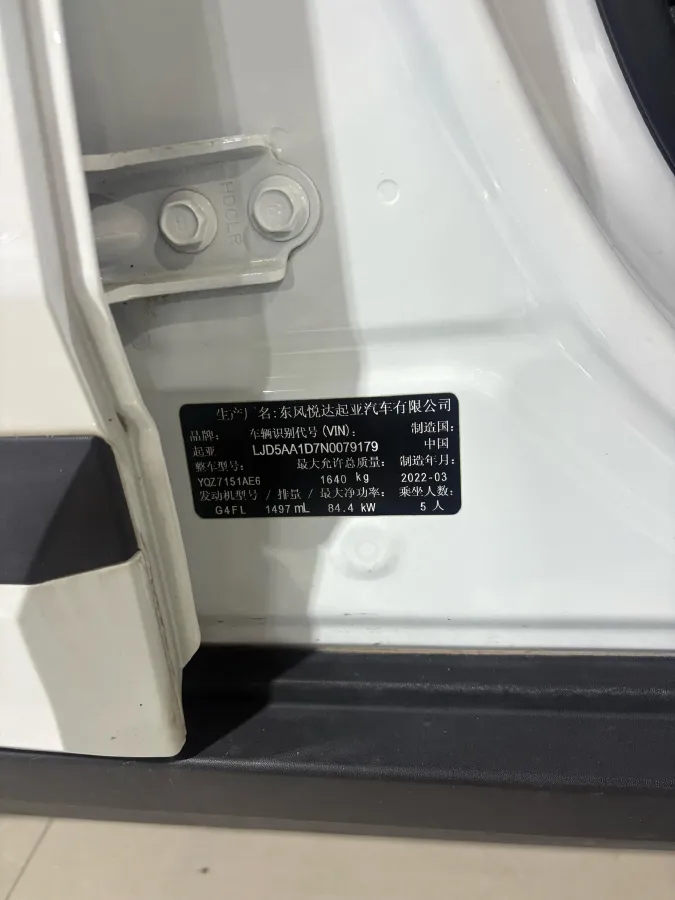 HDCLR
生产厂名:东风悦达起亚汽车有限公司
品牌: 车辆识别代号(VIN): 制造国:
起亚 LJD5AA1D7N0079179 中国
整车型号: 最大允许总质量: 制造年月:
YQZ7151AE6 1640 kg 2022-03
发动机型号 / 排量 / 最大净功率: 乘坐人数:
G4FL 1497 mL 84.4 kW 5 人